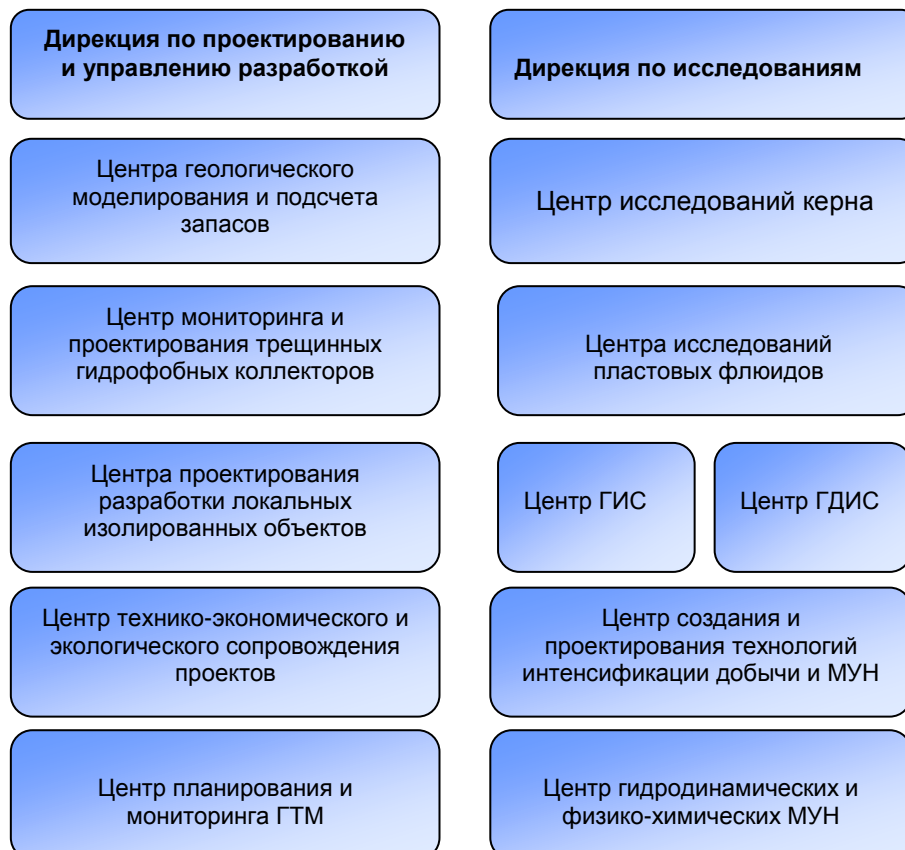 Дирекция по проектированию
и управлению разработкой
Центра геологического
моделирования и подсчета
запасов
Центр мониторинга и
проектирования трещинных
гидрофобных коллекторов
Центра проектирования
разработки локальных
изолированных объектов
Центр технико-экономического и
экологического сопровождения
проектов
Центр планирования и
мониторинга ГТМ
Дирекция по исследованиям
Центр исследований керна
Центра исследований
пластовых флюидов
Центр ГИС
Центр ГДИС
Центр создания и
проектирования технологий
интенсификации добычи и МУН
Центр гидродинамических и
физико-химических МУН